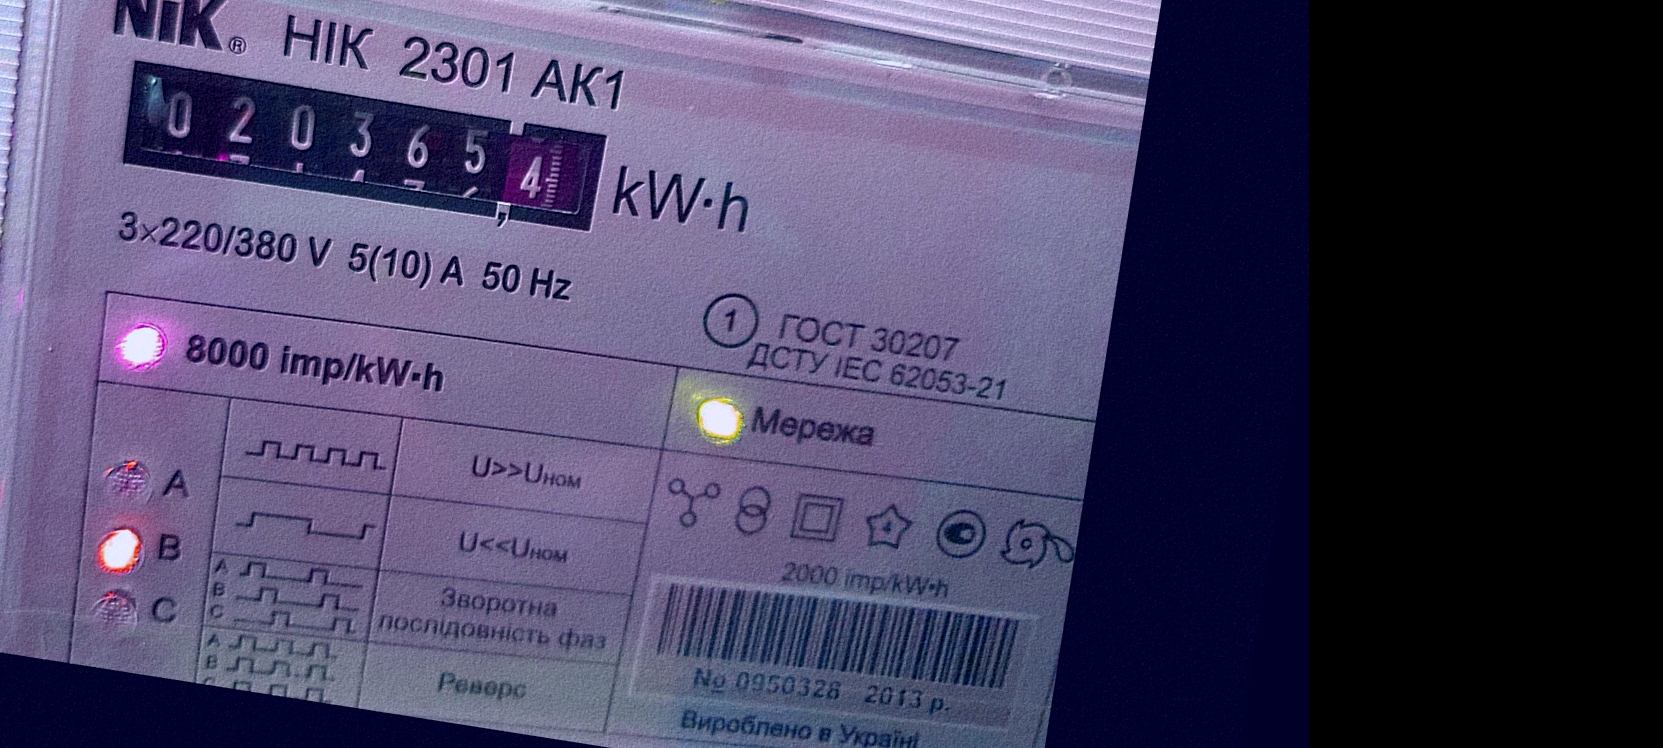 NiK® НІК 2301 АК1
0 2 0 3 6 5 , 4 kW·h
3×220/380 V 5(10) A 50 Hz
1 ГОСТ 30207
ДСТУ IEC 62053-21
8000 imp/kW·h
Мережа
A
B
C
U>>Uном
U<<Uном
A
B
C
Зворотна
послідовність фаз
A
B
C
Реверс
4
2000 imp/kW·h
№ 0950328 2013 р.
Вироблено в Україні